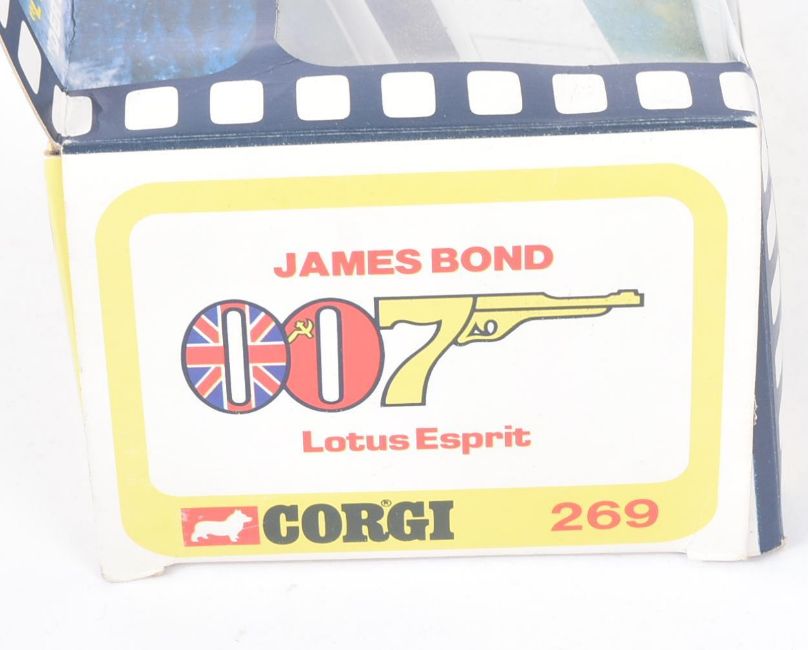 JAMES BOND
007
Lotus Esprit
CORGI® 269